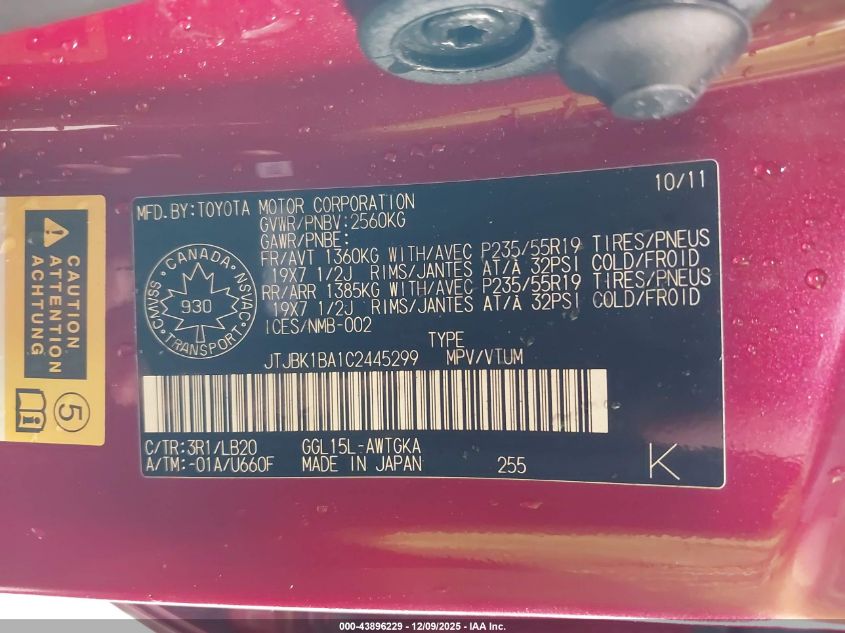 CAUTION
ATTENTION
ACHTUNG
5
10/11
MFD.BY:TOYOTA MOTOR CORPORATION
GVWR/PNBV:2560KG
GAWR/PNBE:
FR/AVT 1360KG WITH/AVEC P235/55R19 TIRES/PNEUS
19X7 1/2J RIMS/JANTES AT/À 32PSI COLD/FROID
RR/ARR 1385KG WITH/AVEC P235/55R19 TIRES/PNEUS
19X7 1/2J RIMS/JANTES AT/À 32PSI COLD/FROID
ICES/NMB-002
CANADA
CMVSS 930 NSVAC
TRANSPORT
TYPE
JTJBK1BA1C2445299 MPV/VTUM
C/TR:3R1/LB20 GGL15L-AWTGKA
A/TM:-01A/U660F MADE IN JAPAN 255 K
000-43896229 - 12/09/2025 - IAA Inc.